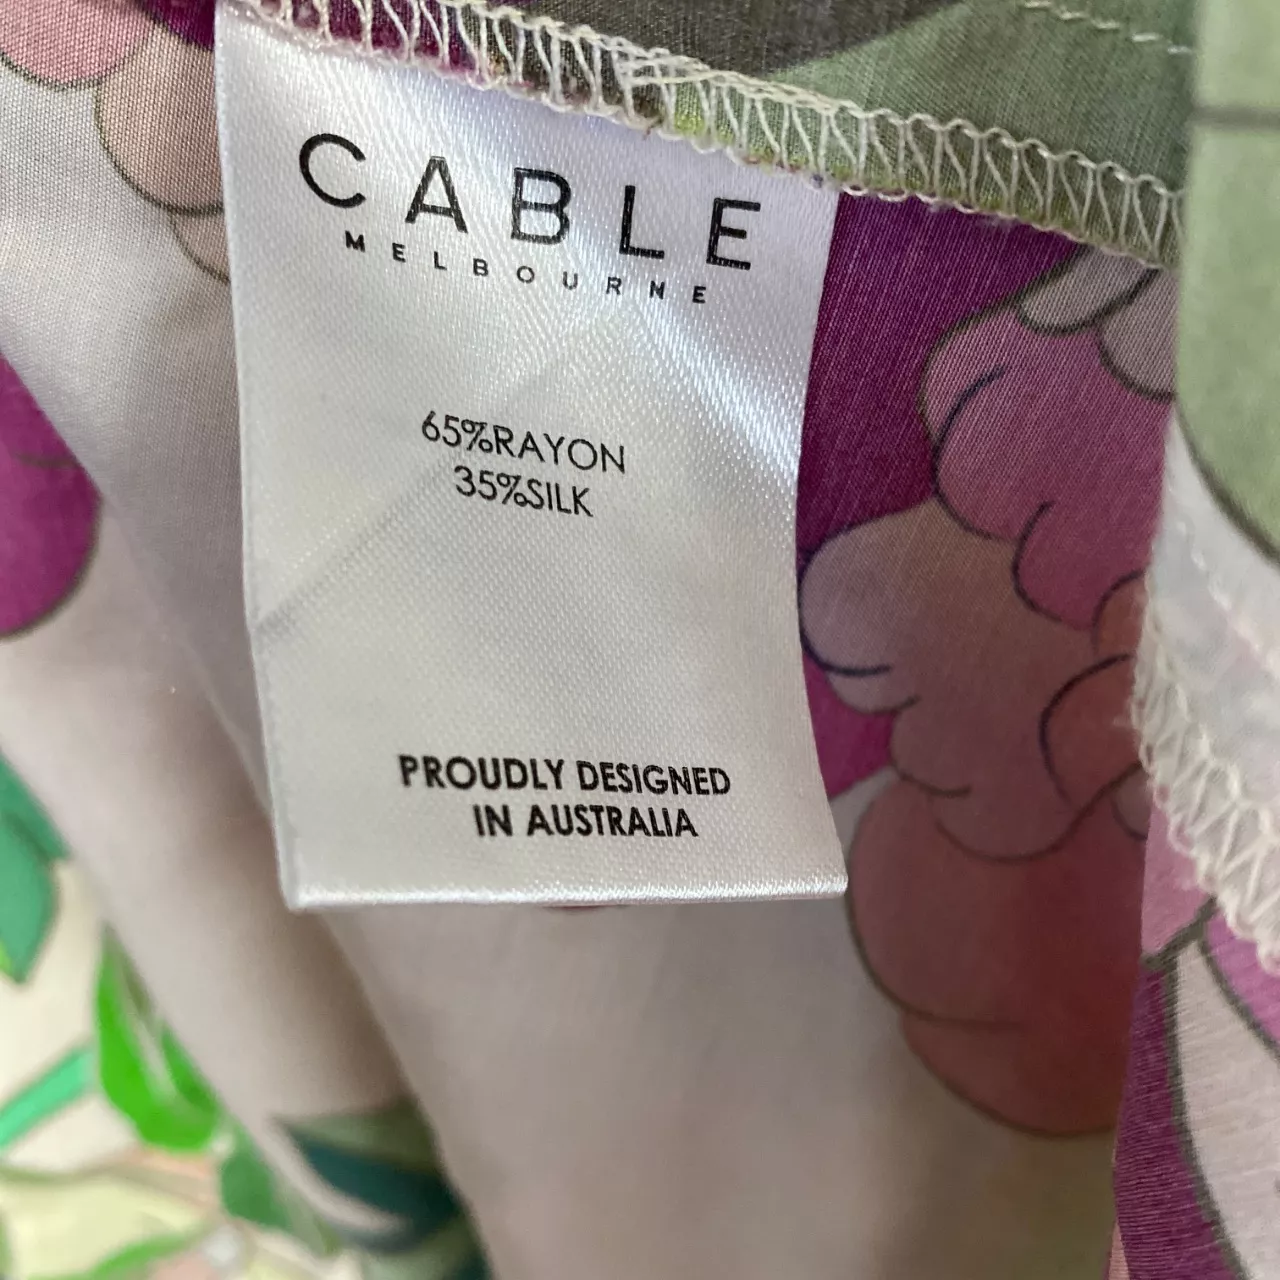 CABLE
MELBOURNE
65%RAYON
35%SILK
PROUDLY DESIGNED
IN AUSTRALIA